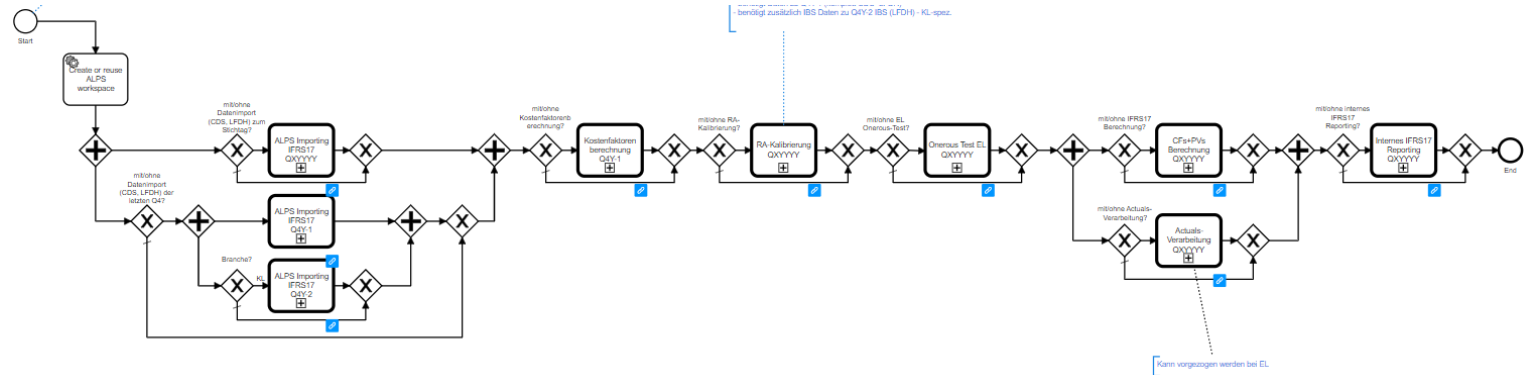 - benötigt zusätzlich IBS Daten zu Q4Y-2 IBS (LFDH) - KL-spez.
Start
Create or reuse
ALPS
workspace
mit/ohne
Datenimport
(CDS, LFDH) zum
Stichtag?
ALPS Importing
IFRS17
QXYYYY
mit/ohne
Kostenfaktorenb
erechnung?
Kostenfaktoren
berechnung
Q4Y-1
mit/ohne RA-
Kalibrierung?
RA-Kalibrierung
QXYYYY
mit/ohne EL
Onerous-Test?
Onerous Test EL
QXYYYY
mit/ohne IFRS17
Berechnung?
CFs+PVs
Berechnung
QXYYYY
mit/ohne internes
IFRS17
Reporting?
Internes IFRS17
Reporting
QXYYYY
End
mit/ohne
Datenimport
(CDS, LFDH) der
letzten Q4?
ALPS Importing
IFRS17
Q4Y-1
Branche?
KL
ALPS Importing
IFRS17
Q4Y-2
mit/ohne Actuals-
Verarbeitung?
Actuals-
Verarbeitung
QXYYYY
Kann vorgezogen werden bei EL